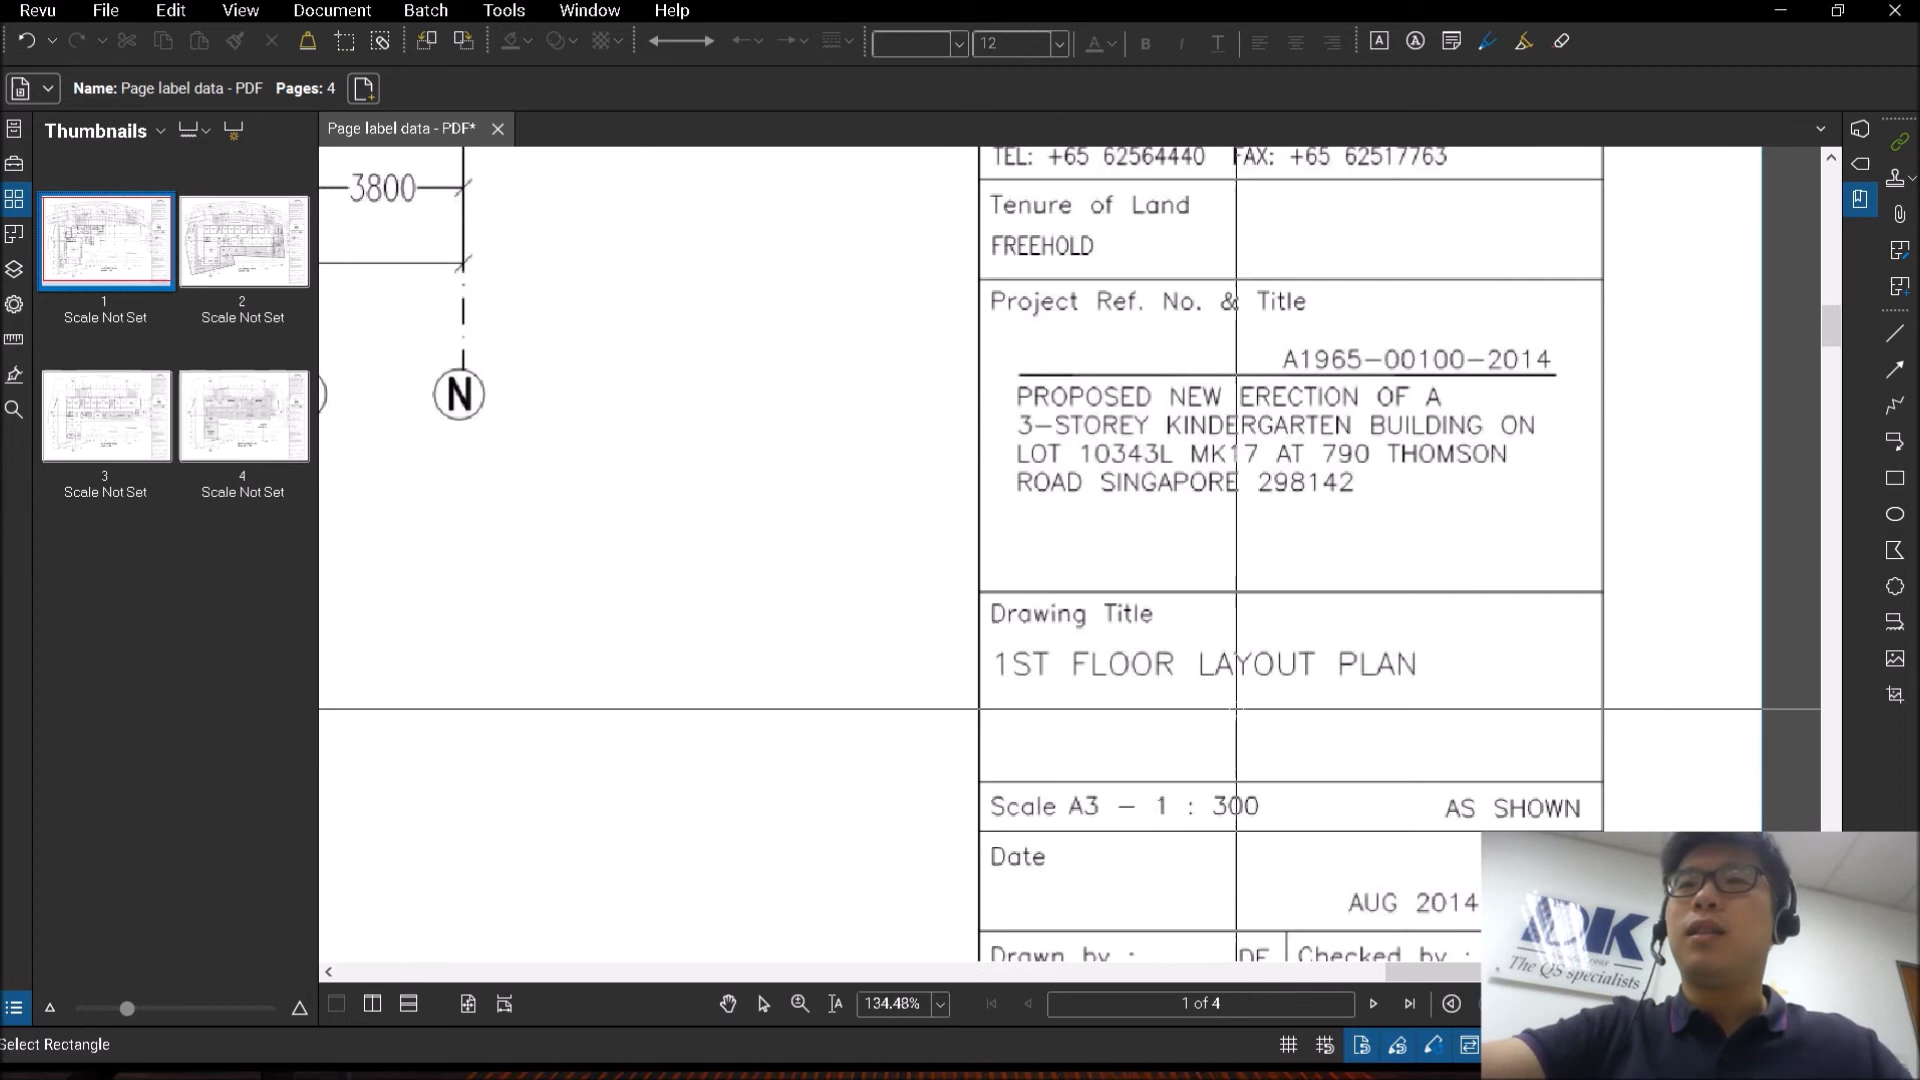 Revu File Edit View Document Batch Tools Window Help
12
Name: Page label data - PDF Pages: 4
Thumbnails
Page label data - PDF*
1
Scale Not Set
2
Scale Not Set
3
Scale Not Set
4
Scale Not Set
3800
N
TEL: +65 62564440 FAX: +65 62517763
Tenure of Land
FREEHOLD
Project Ref. No. & Title
A1965-00100-2014
PROPOSED NEW ERECTION OF A
3-STOREY KINDERGARTEN BUILDING ON
LOT 10343L MK17 AT 790 THOMSON
ROAD SINGAPORE 298142
Drawing Title
1ST FLOOR LAYOUT PLAN
Scale A3 - 1 : 300 AS SHOWN
Date
AUG 2014
Drawn by : DF Checked by :
DK
The QS specialists
134.48%
1 of 4
Select Rectangle